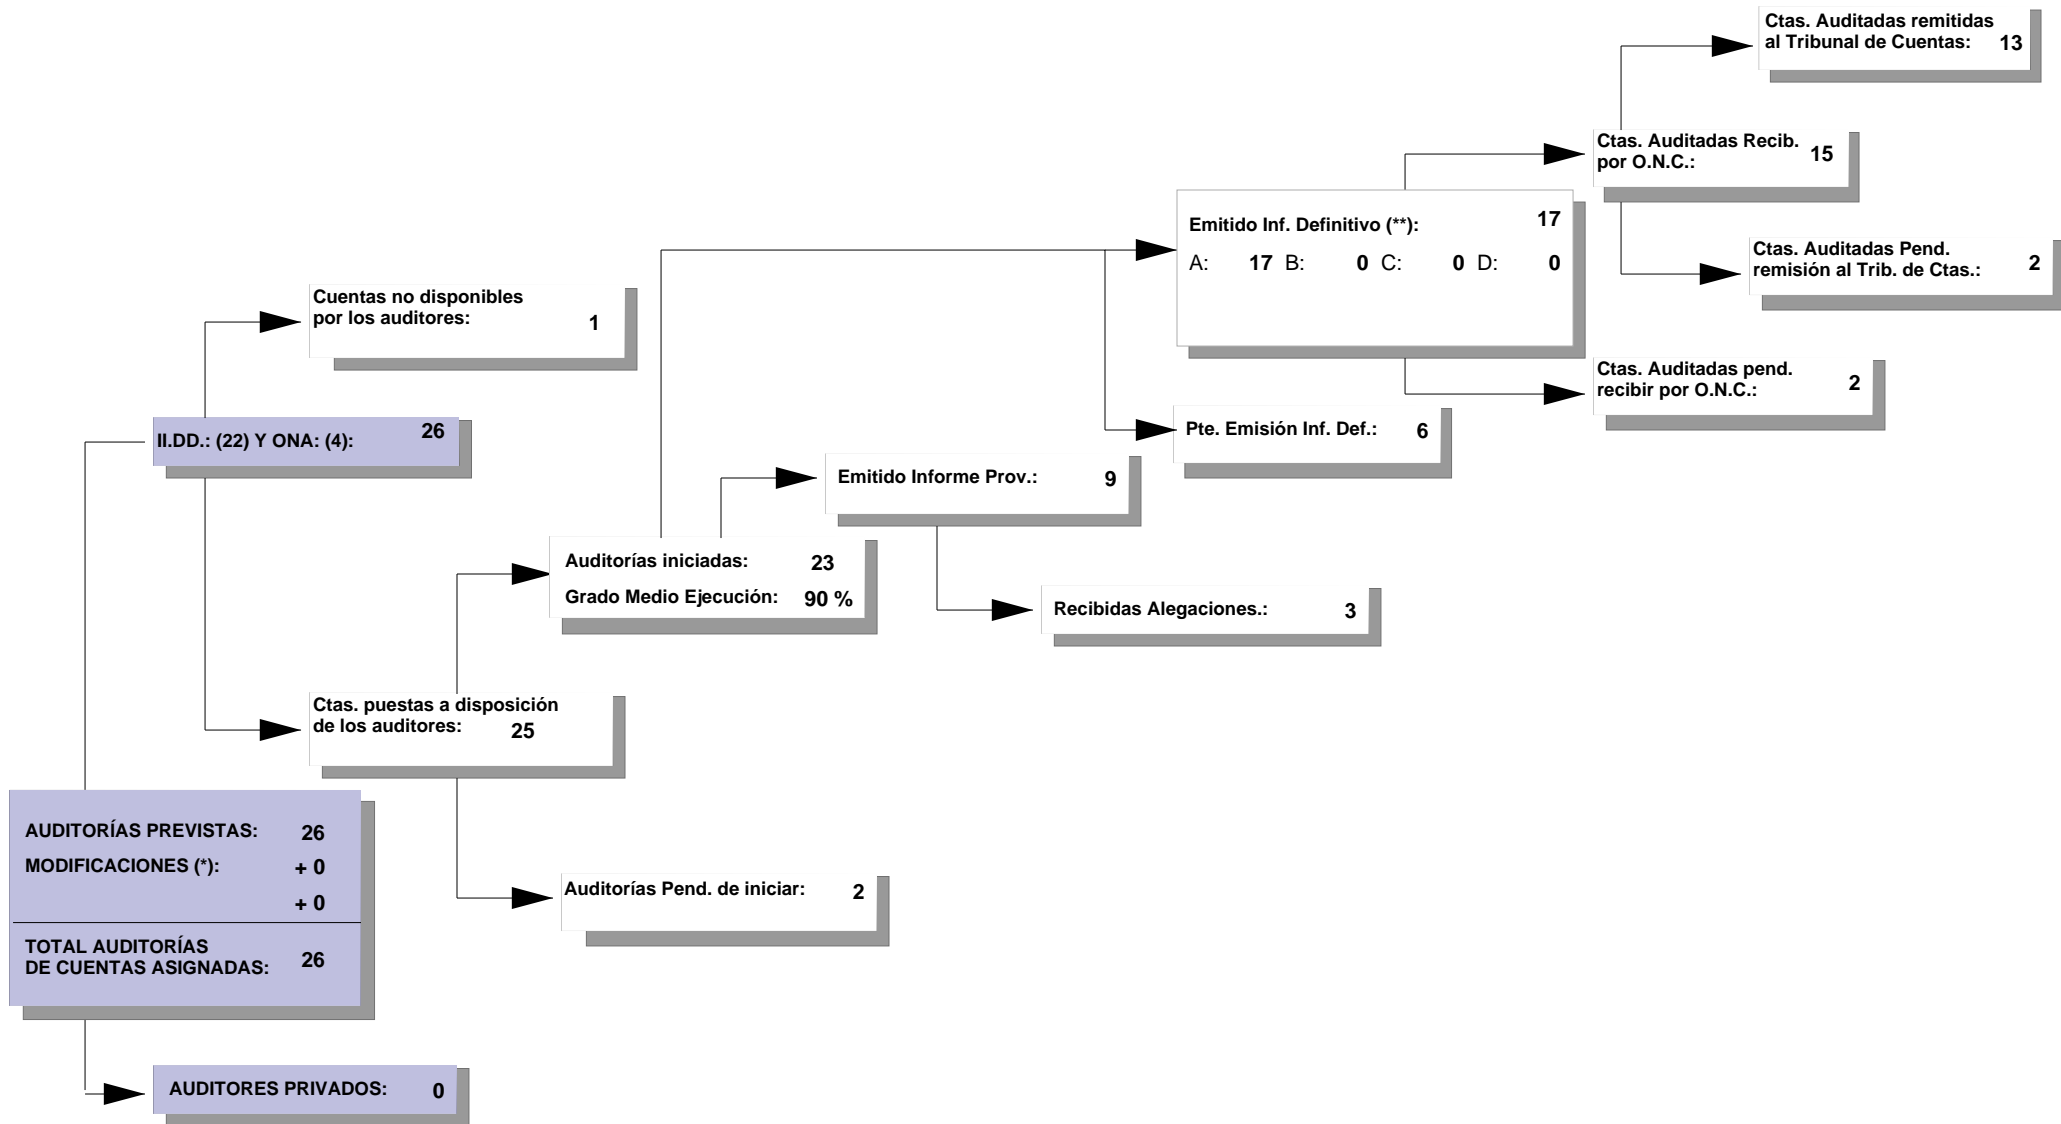 Ctas. Auditadas remitidas
al Tribunal de Cuentas: 13
Ctas. Auditadas Recib.
por O.N.C.: 15
Emitido Inf. Definitivo (**): 17
A: 17 B: 0 C: 0 D: 0
Ctas. Auditadas Pend.
remisión al Trib. de Ctas.: 2
Cuentas no disponibles
por los auditores: 1
Ctas. Auditadas pend.
recibir por O.N.C.: 2
II.DD.: (22) Y ONA: (4): 26
Pte. Emisión Inf. Def.: 6
Emitido Informe Prov.: 9
Auditorías iniciadas: 23
Grado Medio Ejecución: 90 %
Recibidas Alegaciones.: 3
Ctas. puestas a disposición
de los auditores: 25
AUDITORÍAS PREVISTAS: 26
MODIFICACIONES (*): + 0
+ 0
Auditorías Pend. de iniciar: 2
TOTAL AUDITORÍAS
DE CUENTAS ASIGNADAS: 26
AUDITORES PRIVADOS: 0